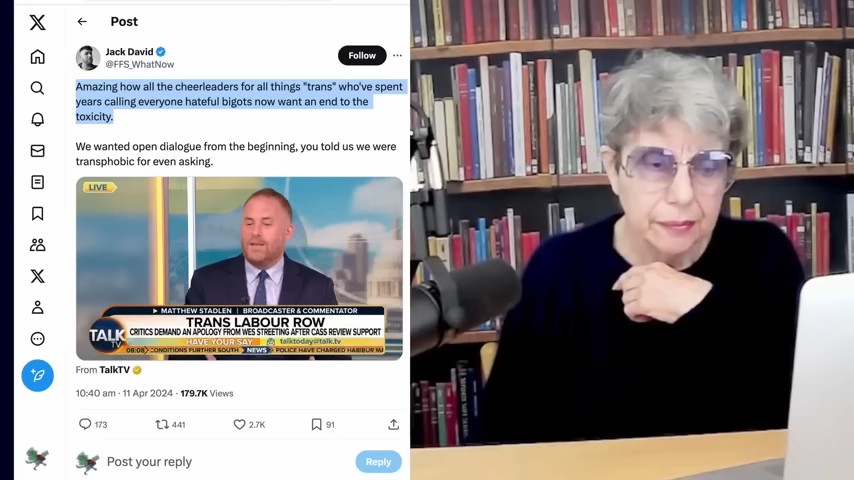 Post
Jack David
@FFS_WhatNow
Follow
Amazing how all the cheerleaders for all things "trans" who've spent
years calling everyone hateful bigots now want an end to the
toxicity.
We wanted open dialogue from the beginning, you told us we were
transphobic for even asking.
LIVE
MATTHEW STADLEN | BROADCASTER & COMMENTATOR
TRANS LABOUR ROW
CRITICS DEMAND AN APOLOGY FROM WES STREETING AFTER CASS REVIEW SUPPORT
TALK TV
HAVE YOUR SAY talktoday@talk.tv
08:08 CONDITIONS FURTHER SOUTH NEWS POLICE HAVE CHARGED HABIBUR
From TalkTV
10:40 am · 11 Apr 2024 · 179.7K Views
173 441 2.7K 91
Post your reply
Reply